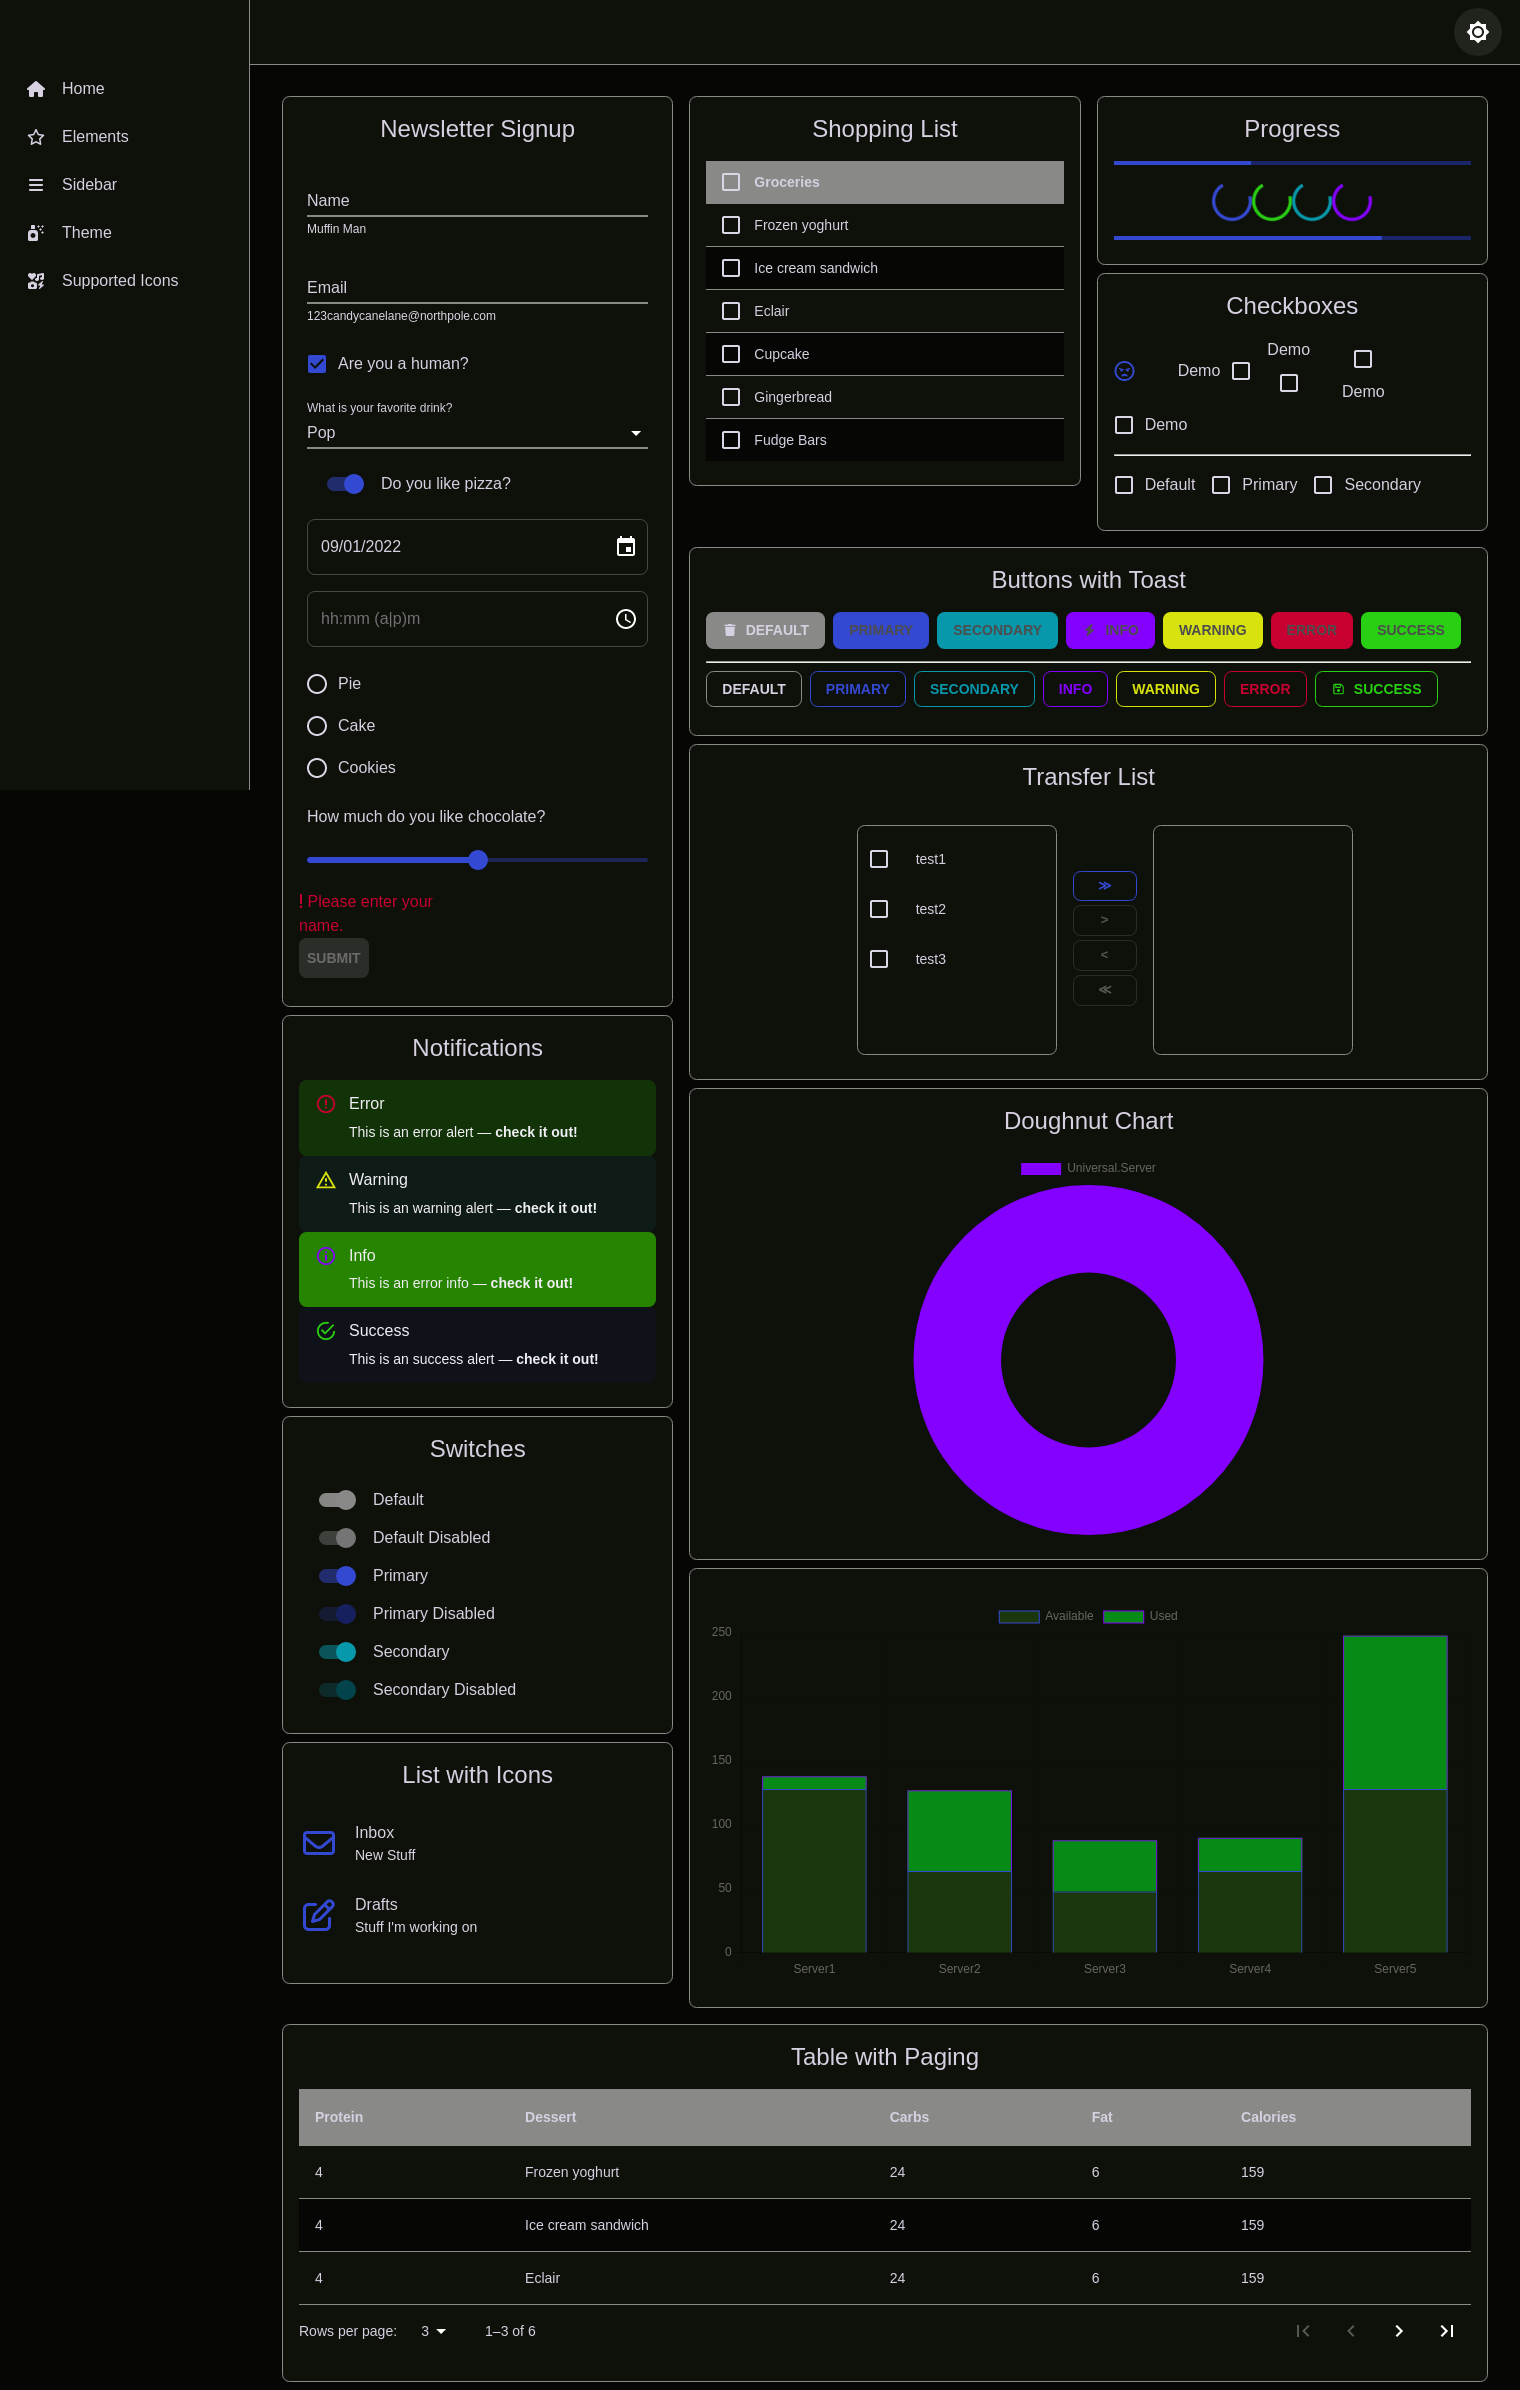 Home
Elements
Sidebar
Theme
Supported Icons
Newsletter Signup
Name
Muffin Man
Email
123candycanelane@northpole.com
Are you a human?
What is your favorite drink?
Pop
Do you like pizza?
09/01/2022
hh:mm (a|p)m
Pie
Cake
Cookies
How much do you like chocolate?
! Please enter your
name.
SUBMIT
Notifications
Error
This is an error alert — check it out!
Warning
This is an warning alert — check it out!
Info
This is an error info — check it out!
Success
This is an success alert — check it out!
Switches
Default
Default Disabled
Primary
Primary Disabled
Secondary
Secondary Disabled
List with Icons
Inbox
New Stuff
Drafts
Stuff I'm working on
Shopping List
Groceries
Frozen yoghurt
Ice cream sandwich
Eclair
Cupcake
Gingerbread
Fudge Bars
Progress
Checkboxes
Demo
Demo
Demo
Demo
Default Primary Secondary
Buttons with Toast
DEFAULT PRIMARY SECONDARY INFO WARNING ERROR SUCCESS
DEFAULT PRIMARY SECONDARY INFO WARNING ERROR SUCCESS
Transfer List
test1
test2
test3
≫
>
<
≪
Doughnut Chart
Universal.Server
Available Used
250
200
150
100
50
0
Server1 Server2 Server3 Server4 Server5
Table with Paging
Protein Dessert Carbs Fat Calories
4 Frozen yoghurt 24 6 159
4 Ice cream sandwich 24 6 159
4 Eclair 24 6 159
Rows per page: 3 1–3 of 6